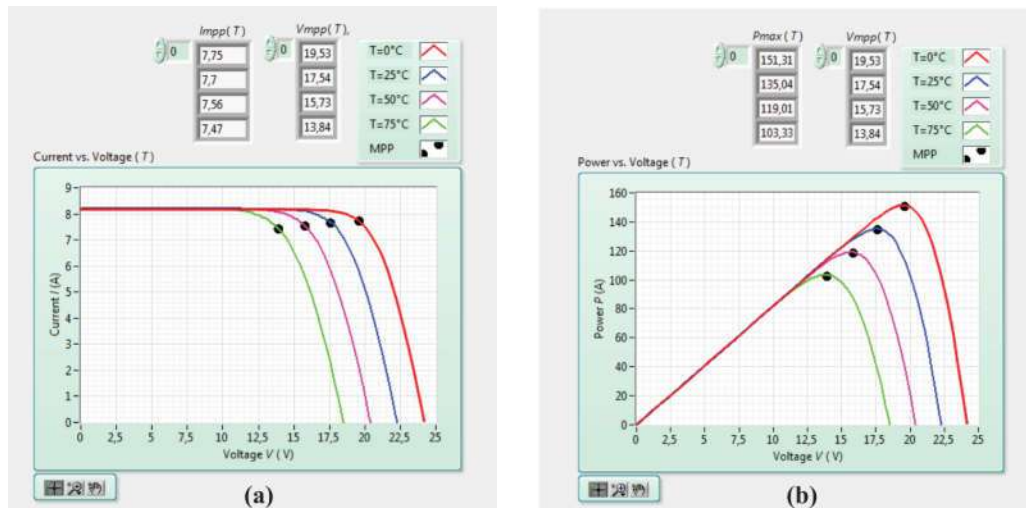 Impp( T )
Vmpp( T ),
0
7,75
7,7
7,56
7,47
0
19,53
17,54
15,73
13,84
T=0°C
T=25°C
T=50°C
T=75°C
MPP
Current vs. Voltage ( T )
Current I (A)
9
8
7
6
5
4
3
2
1
0
0
2,5
5
7,5
10
12,5
15
17,5
20
22,5
25
Voltage V ( V)
(a)
Pmax ( T )
Vmpp( T )
0
151,31
135,04
119,01
103,33
0
19,53
17,54
15,73
13,84
T=0°C
T=25°C
T=50°C
T=75°C
MPP
Power vs. Voltage ( T )
Power P (A)
160
140
120
100
80
60
40
20
0
0
2,5
5
7,5
10
12,5
15
17,5
20
22,5
25
Voltage V ( V)
(b)